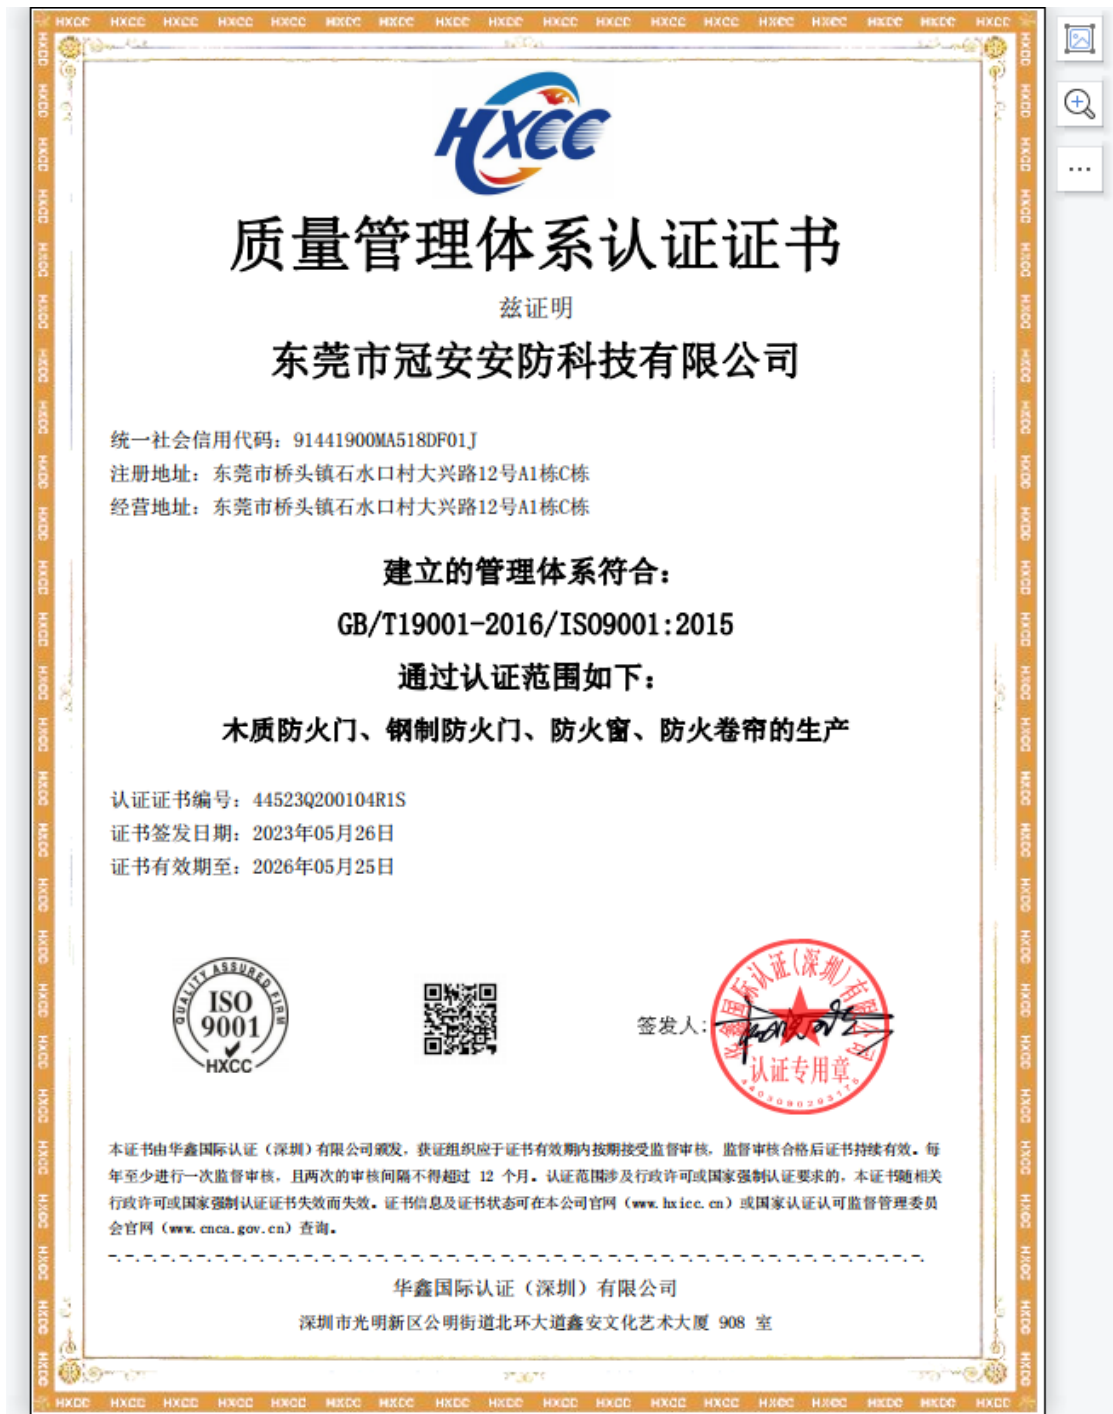 HXCC
质量管理体系认证证书
兹证明
东莞市冠安安防科技有限公司
统一社会信用代码：91441900MA518DF01J
注册地址：东莞市桥头镇石水口村大兴路12号A1栋C栋
经营地址：东莞市桥头镇石水口村大兴路12号A1栋C栋
建立的管理体系符合：
GB/T19001-2016/ISO9001:2015
通过认证范围如下：
木质防火门、钢制防火门、防火窗、防火卷帘的生产
认证证书编号：44523Q200104R1S
证书签发日期：2023年05月26日
证书有效期至：2026年05月25日
QUALITY ASSURED FIRM
ISO
9001
HXCC
签发人：
华鑫国际认证(深圳)有限公司
认证专用章
4403090293176
本证书由华鑫国际认证（深圳）有限公司颁发，获证组织应于证书有效期内按期接受监督审核，监督审核合格后证书持续有效。每
年至少进行一次监督审核，且两次的审核间隔不得超过 12 个月。认证范围涉及行政许可或国家强制认证要求的，本证书随相关
行政许可或国家强制认证证书失效而失效。证书信息及证书状态可在本公司官网（www.hxicc.cn）或国家认证认可监督管理委员
会官网（www.cnca.gov.cn）查询。
华鑫国际认证（深圳）有限公司
深圳市光明新区公明街道北环大道鑫安文化艺术大厦 908 室